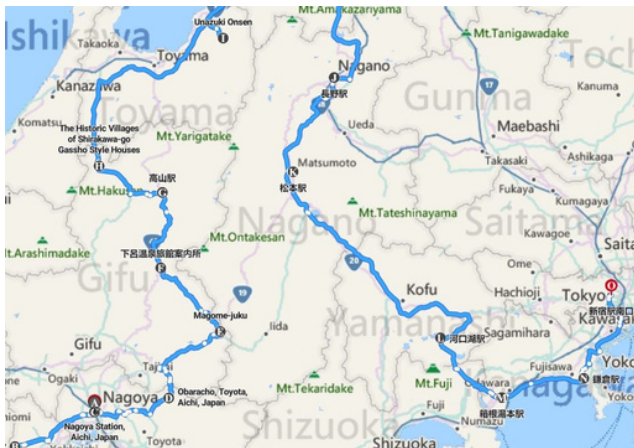 Ishikawa
Unazuki Onsen
I
Takaoka
Toyama
Kanazawa
Toyama
Komatsu
Mt.Yarigatake
The Historic Villages
of Shirakawa-go
Gassho Style Houses
H
高山駅
G
Mt.Hakusan
Mt.Amakazariyama
Mt.Tanigawadake
Nagano
J
長野駅
Gunma
17
Ueda
Maebashi
Kanuma
Ashikaga
Takasaki
Matsumoto
K
松本駅
Fukaya
Kumagaya
Mt.Tateshinayama
Nagano
Saitama
Kawagoe
Mt.Arashimadake
下呂温泉旅館案内所
F
Mt.Ontakesan
Gifu
19
20
Kofu
Ome
Hachioji
Tokyo
新宿駅南口
Yamanashi
Sagamihara
L
河口湖駅
Magome-juku
E
Iida
Gifu
Ogaki
Nagoya
C
Nagoya Station,
Aichi, Japan
D
Obaracho, Toyota,
Aichi, Japan
Toyota
Mt.Tekaridake
Mt.Fuji
Fujisawa
N
鎌倉駅
M
箱根湯本駅
Fuji
Numazu
Shizuoka
Shizuoka